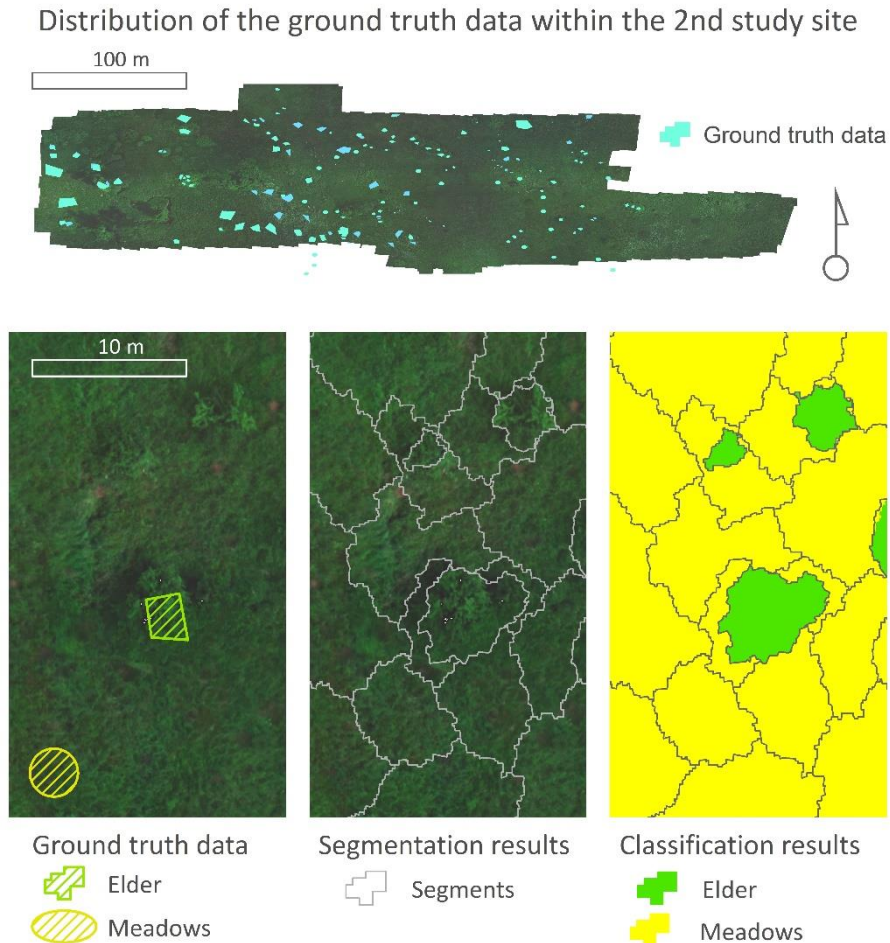 Distribution of the ground truth data within the 2nd study site
100 m
Ground truth data
10 m
Ground truth data
Elder
Meadows
Segmentation results
Segments
Classification results
Elder
Meadows